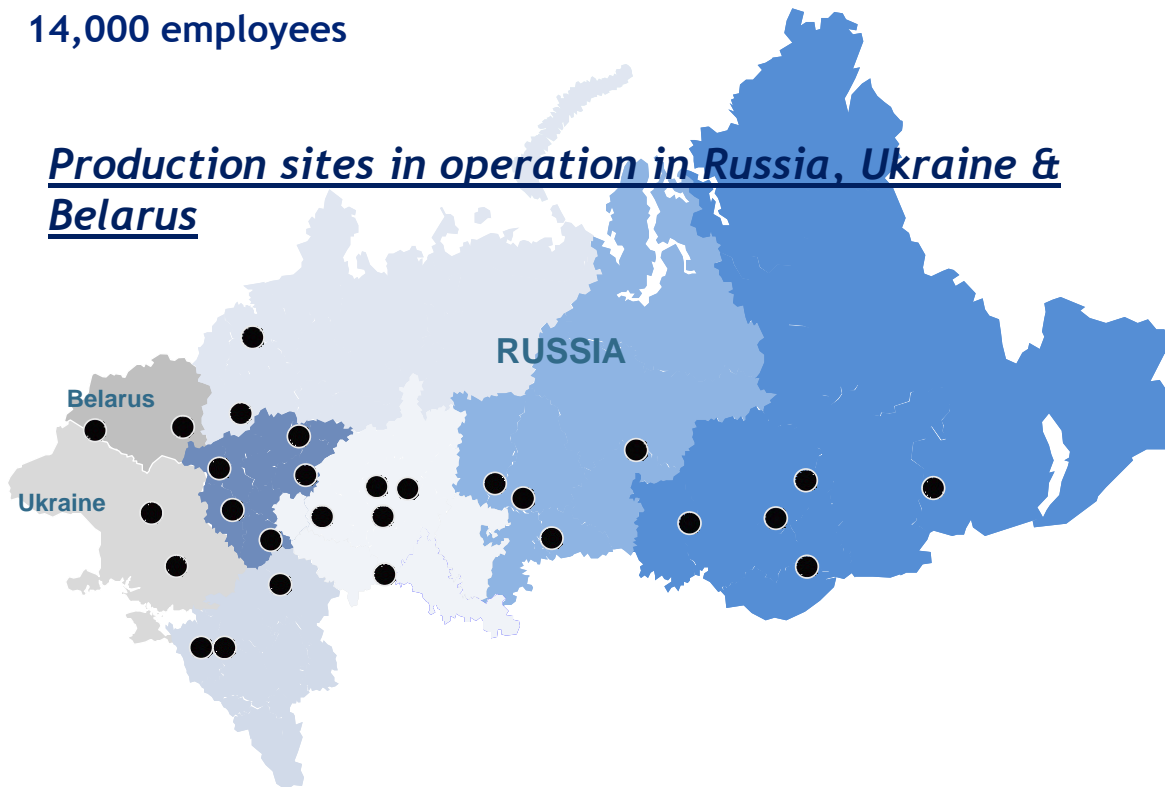 14,000 employees
Production sites in operation in Russia, Ukraine &
Belarus
RUSSIA
Belarus
Ukraine